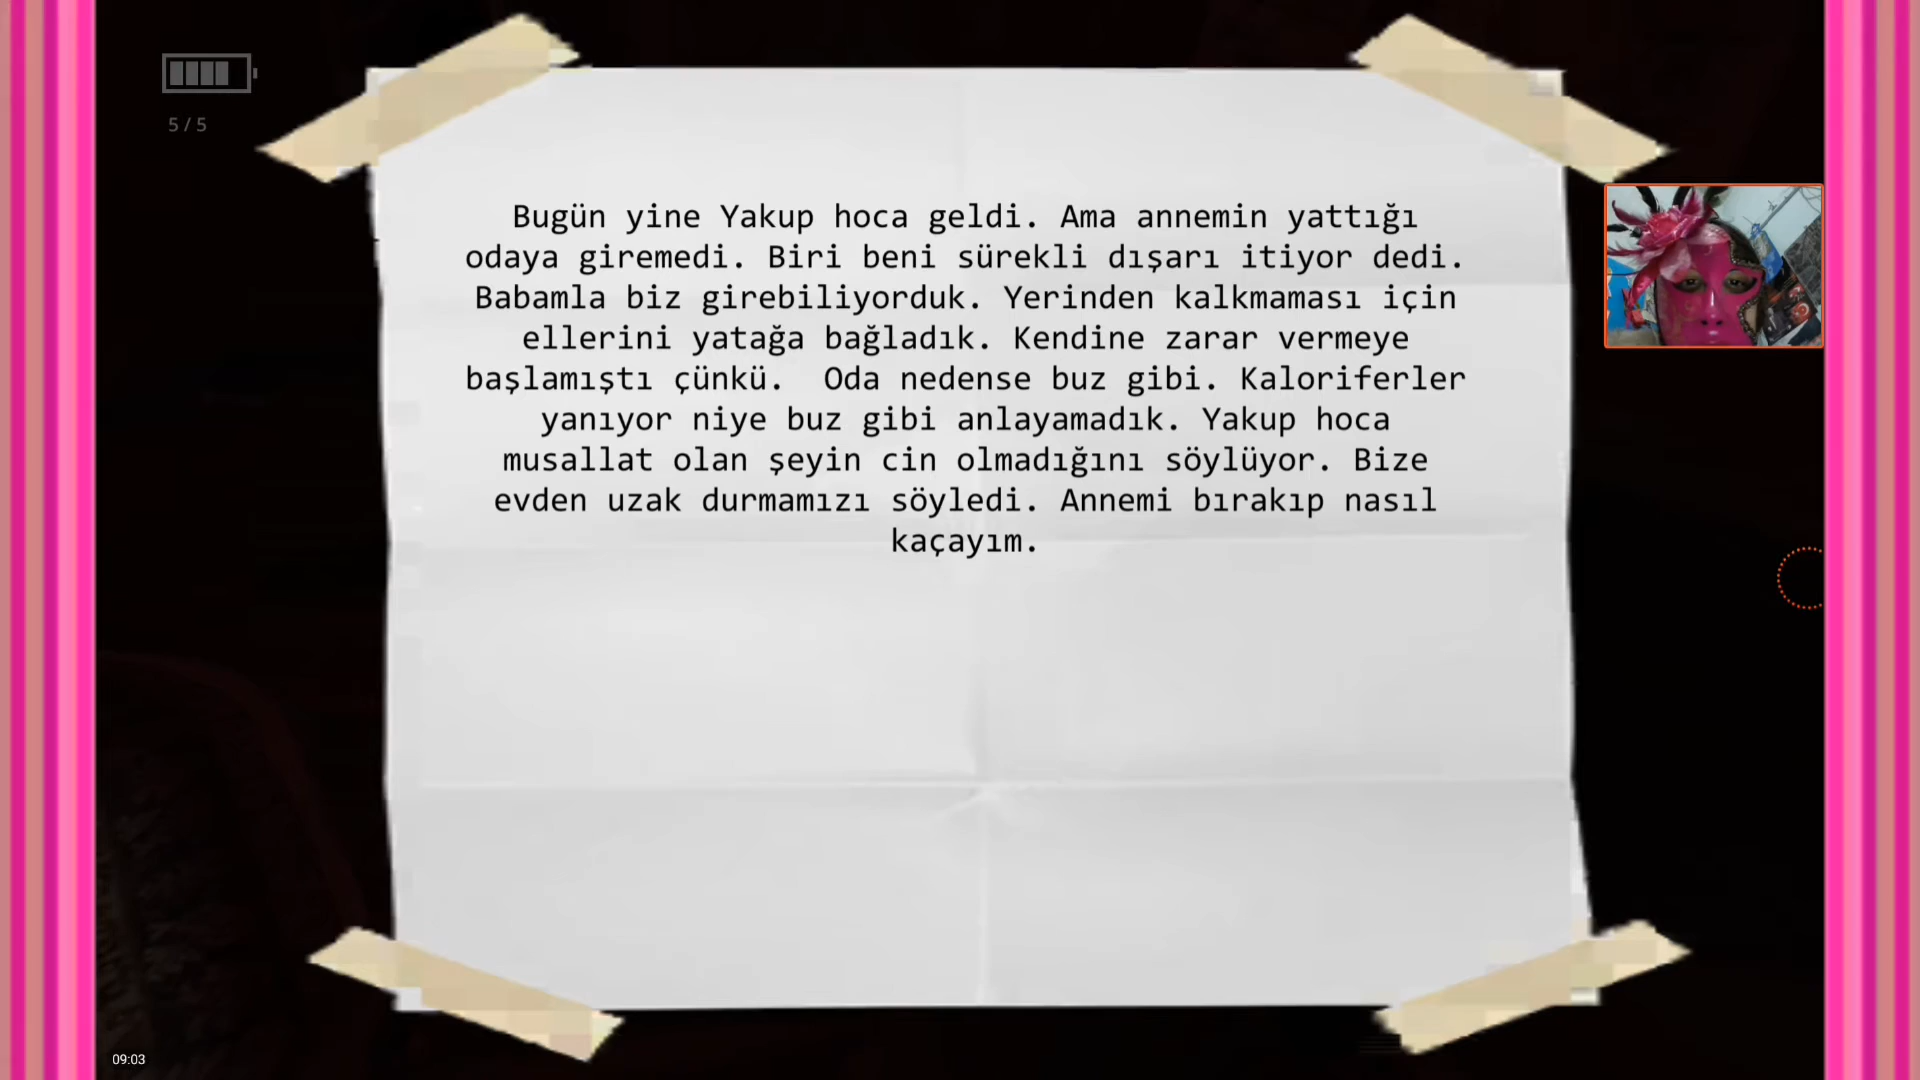 5/5
Bugün yine Yakup hoca geldi. Ama annemin yattığı
odaya giremedi. Biri beni sürekli dışarı itiyor dedi.
Babamla biz girebiliyorduk. Yerinden kalkmaması için
ellerini yatağa bağladık. Kendine zarar vermeye
başlamıştı çünkü.  Oda nedense buz gibi. Kaloriferler
yanıyor niye buz gibi anlayamadık. Yakup hoca
musallat olan şeyin cin olmadığını söylüyor. Bize
evden uzak durmamızı söyledi. Annemi bırakıp nasıl
kaçayım.
09:03